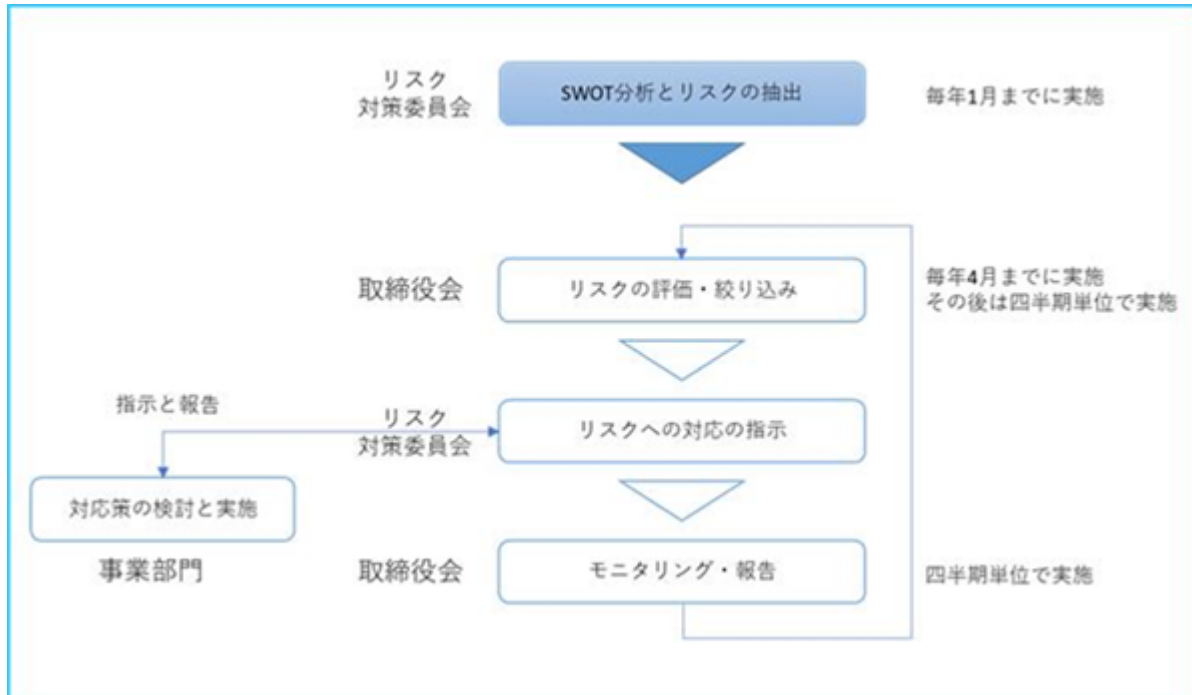 リスク
対策委員会
SWOT分析とリスクの抽出
毎年1月までに実施
取締役会
リスクの評価・絞り込み
毎年4月までに実施
その後は四半期単位で実施
指示と報告
リスク
対策委員会
リスクへの対応の指示
対応策の検討と実施
事業部門
取締役会
モニタリング・報告
四半期単位で実施